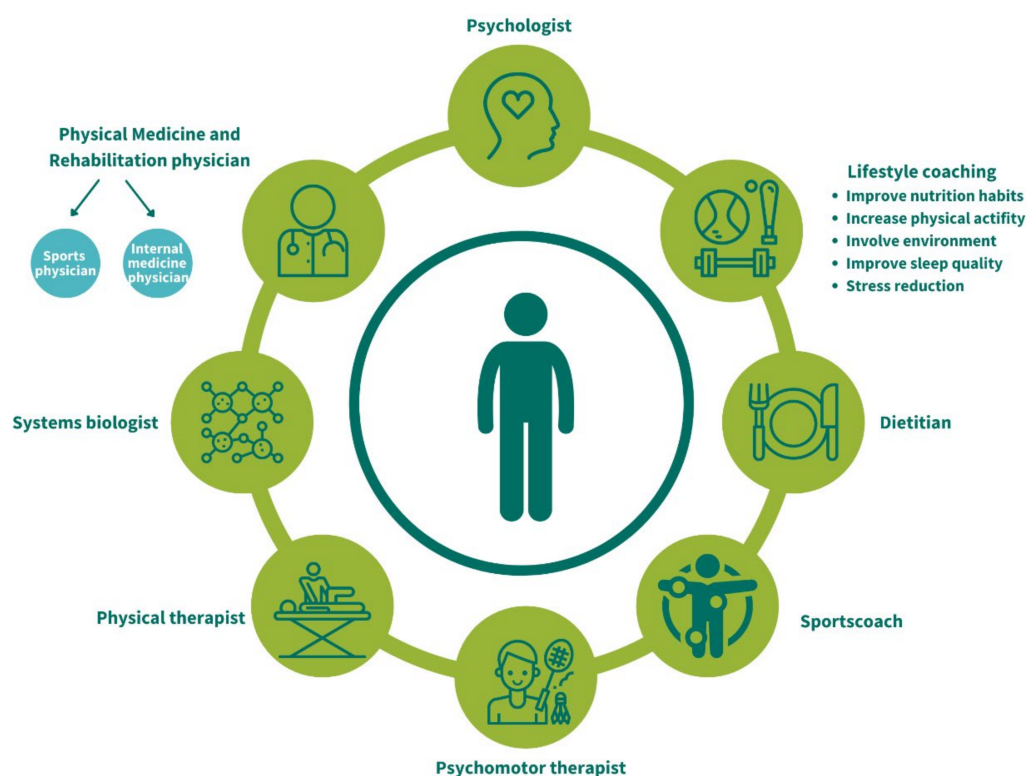 Psychologist
Physical Medicine and
Rehabilitation physician
Sports
physician
Internal
medicine
physician
Lifestyle coaching
• Improve nutrition habits
• Increase physical actifity
• Involve environment
• Improve sleep quality
• Stress reduction
Systems biologist
Dietitian
Physical therapist
Sportscoach
Psychomotor therapist